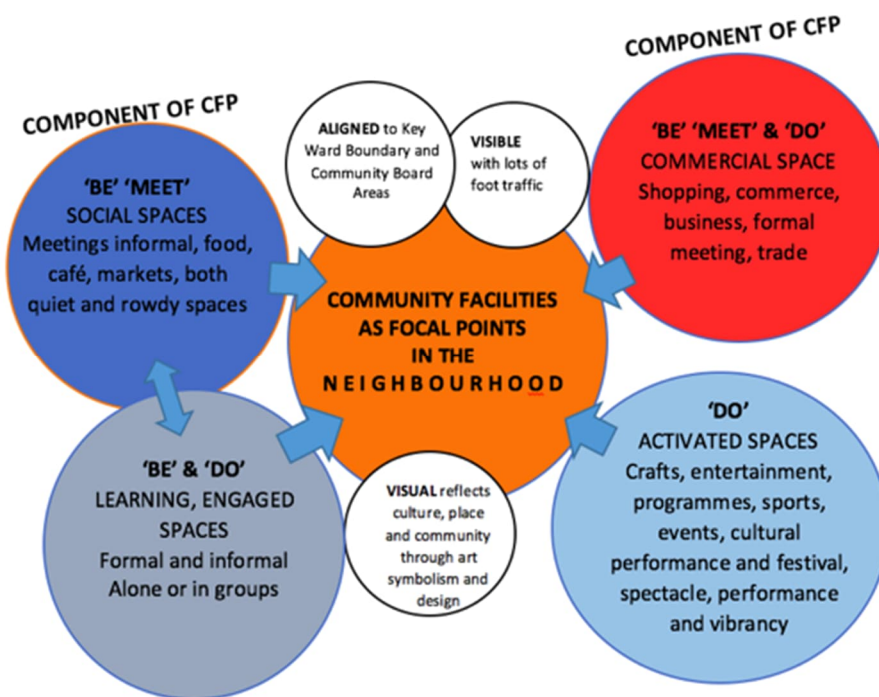 COMPONENT OF CFP
‘BE’ ‘MEET’
SOCIAL SPACES
Meetings informal, food,
café, markets, both
quiet and rowdy spaces
ALIGNED to Key
Ward Boundary and
Community Board
Areas
VISIBLE
with lots of
foot traffic
COMPONENT OF CFP
‘BE’ ‘MEET’ & ‘DO’
COMMERCIAL SPACE
Shopping, commerce,
business, formal
meeting, trade
COMMUNITY FACILITIES
AS FOCAL POINTS
IN THE
N E I G H B O U R H O O D
‘BE’ & ‘DO’
LEARNING, ENGAGED
SPACES
Formal and informal
Alone or in groups
VISUAL reflects
culture, place
and community
through art
symbolism and
design
‘DO’
ACTIVATED SPACES
Crafts, entertainment,
programmes, sports,
events, cultural
performance and festival,
spectacle, performance
and vibrancy